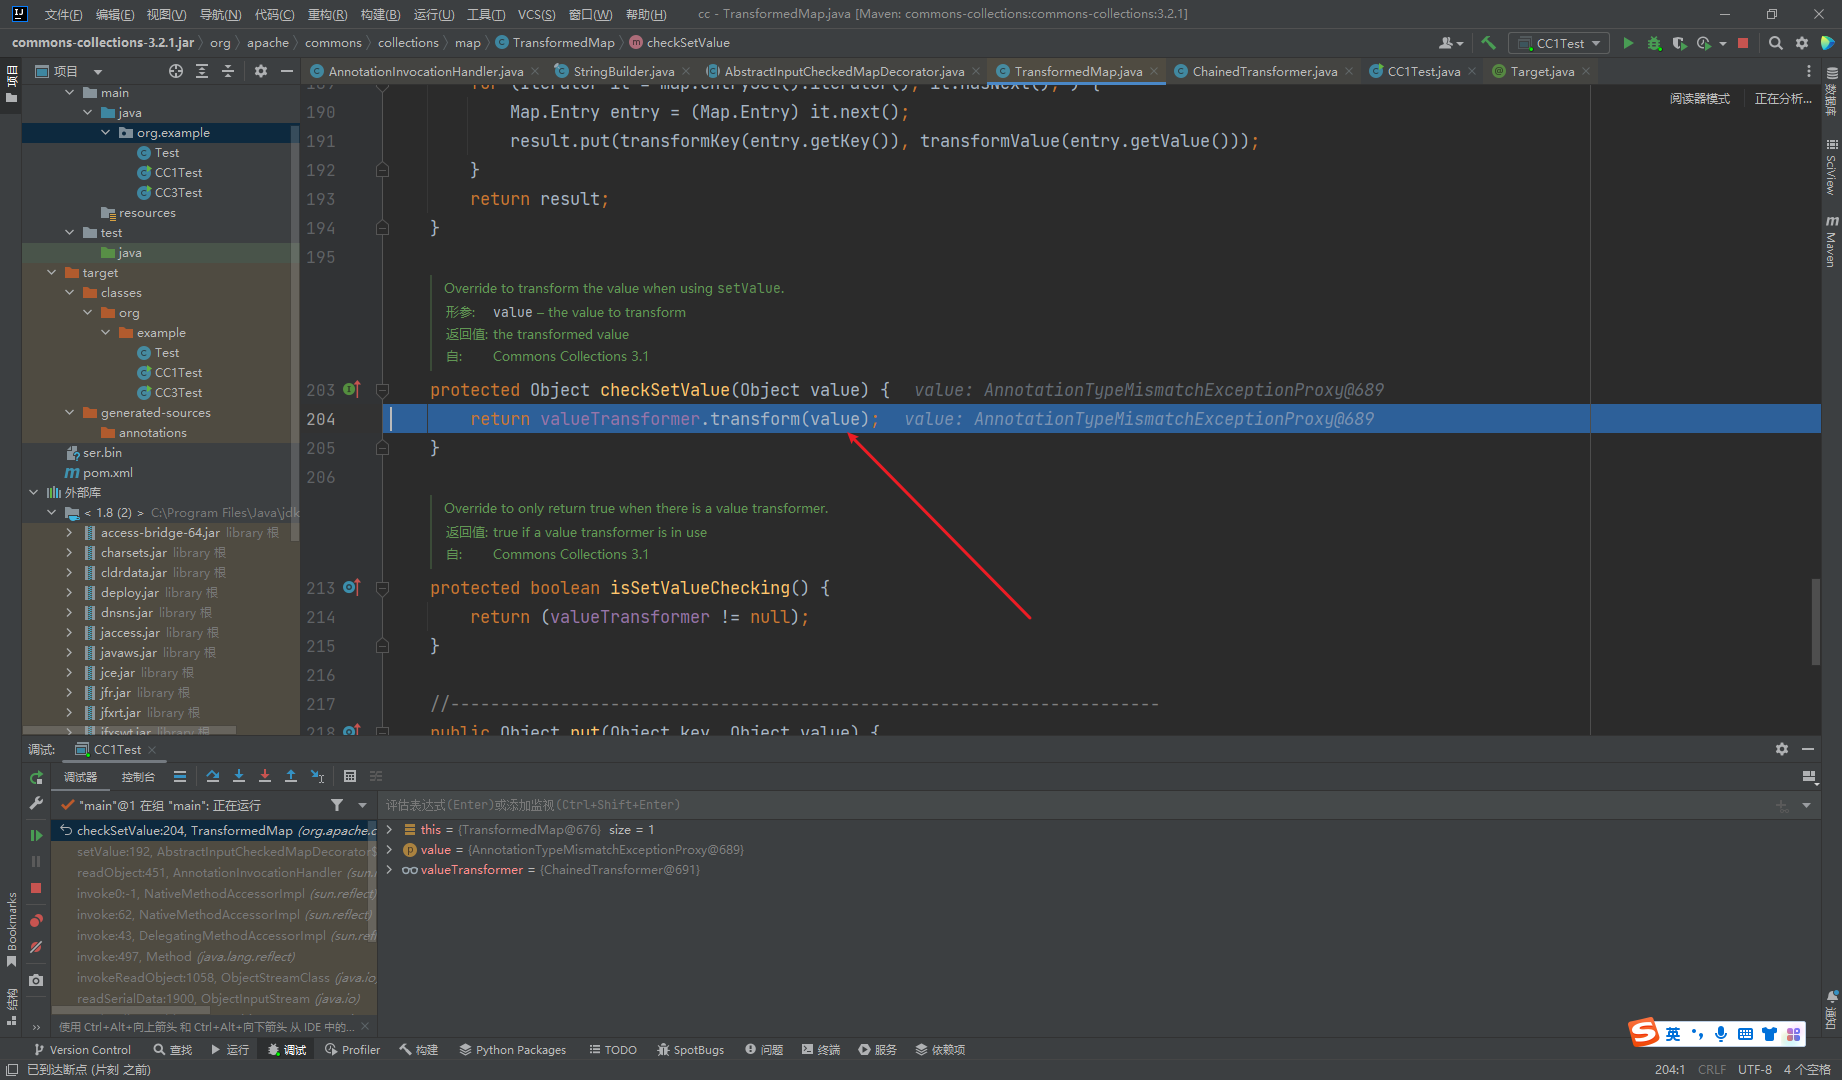 文件(F) 编辑(E) 视图(V) 导航(N) 代码(C) 重构(R) 构建(B) 运行(U) 工具(T) VCS(S) 窗口(W) 帮助(H) cc - TransformedMap.java [Maven: commons-collections:commons-collections:3.2.1]
commons-collections-3.2.1.jar org apache commons collections map TransformedMap checkSetValue CC1Test
项目 AnnotationInvocationHandler.java StringBuilder.java AbstractInputCheckedMapDecorator.java TransformedMap.java ChainedTransformer.java CC1Test.java Target.java
阅读器模式 正在分析...
项目
数据库
SciView
Maven
通知
Bookmarks
结构
main
java
org.example
Test
CC1Test
CC3Test
resources
test
java
target
classes
org
example
Test
CC1Test
CC3Test
generated-sources
annotations
ser.bin
pom.xml
外部库
< 1.8 (2) > C:\Program Files\Java\jdk
access-bridge-64.jar library 根
charsets.jar library 根
cldrdata.jar library 根
deploy.jar library 根
dnsns.jar library 根
jaccess.jar library 根
javaws.jar library 根
jce.jar library 根
jfr.jar library 根
jfxrt.jar library 根
jfxswt.jar library 根
for (Iterator it = map.entrySet().iterator(); it.hasNext(); ) {
190 Map.Entry entry = (Map.Entry) it.next();
191 result.put(transformKey(entry.getKey()), transformValue(entry.getValue()));
192 }
193 return result;
194 }
195
Override to transform the value when using setValue.
形参: value – the value to transform
返回值: the transformed value
自: Commons Collections 3.1
203 protected Object checkSetValue(Object value) { value: AnnotationTypeMismatchExceptionProxy@689
204 return valueTransformer.transform(value); value: AnnotationTypeMismatchExceptionProxy@689
205 }
206
Override to only return true when there is a value transformer.
返回值: true if a value transformer is in use
自: Commons Collections 3.1
213 protected boolean isSetValueChecking() {
214 return (valueTransformer != null);
215 }
216
217 //-----------------------------------------------------------------------
218 public Object put(Object key, Object value) {
调试: CC1Test
调试器 控制台
"main"@1 在组 "main": 正在运行
评估表达式(Enter)或添加监视(Ctrl+Shift+Enter)
checkSetValue:204, TransformedMap (org.apache.c
setValue:192, AbstractInputCheckedMapDecorator$
readObject:451, AnnotationInvocationHandler (sun.
invoke0:-1, NativeMethodAccessorImpl (sun.reflect)
invoke:62, NativeMethodAccessorImpl (sun.reflect)
invoke:43, DelegatingMethodAccessorImpl (sun.refl
invoke:497, Method (java.lang.reflect)
invokeReadObject:1058, ObjectStreamClass (java.io
readSerialData:1900, ObjectInputStream (java.io)
this = {TransformedMap@676} size = 1
value = {AnnotationTypeMismatchExceptionProxy@689}
valueTransformer = {ChainedTransformer@691}
使用 Ctrl+Alt+向上箭头 和 Ctrl+Alt+向下箭头 从 IDE 中的...
英
Version Control 查找 运行 调试 Profiler 构建 Python Packages TODO SpotBugs 问题 终端 服务 依赖项
已到达断点 (片刻 之前) 204:1 CRLF UTF-8 4 个空格